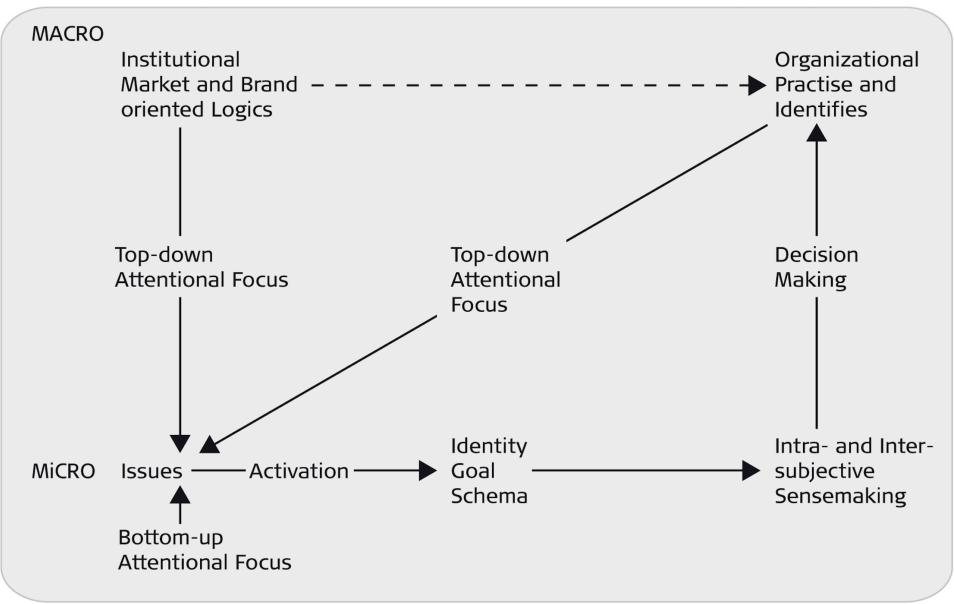 MACRO
Institutional
Market and Brand
oriented Logics
Organizational
Practise and
Identifies
Top-down
Attentional Focus
Top-down
Attentional
Focus
Decision
Making
MiCRO
Issues
Activation
Identity
Goal
Schema
Intra- and Inter-
subjective
Sensemaking
Bottom-up
Attentional Focus